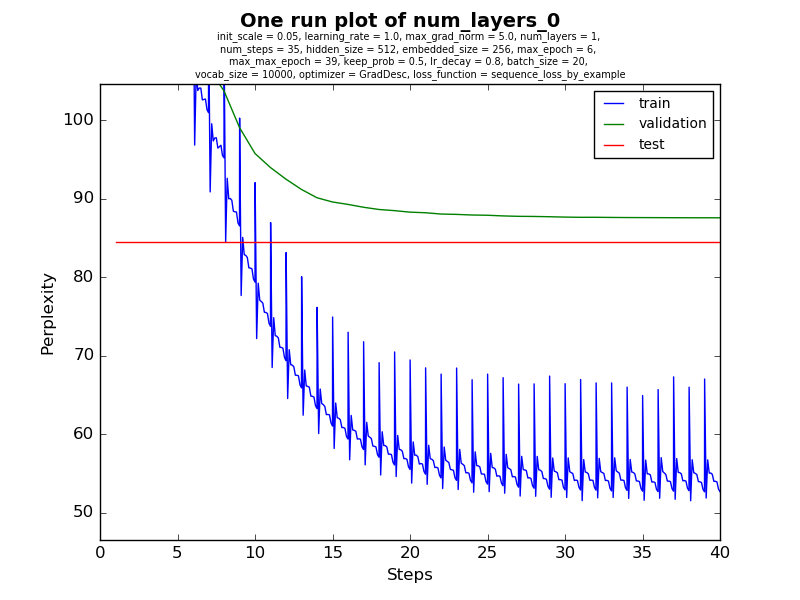 One run plot of num_layers_0
init_scale = 0.05, learning_rate = 1.0, max_grad_norm = 5.0, num_layers = 1,
num_steps = 35, hidden_size = 512, embedded_size = 256, max_epoch = 6,
max_max_epoch = 39, keep_prob = 0.5, lr_decay = 0.8, batch_size = 20,
vocab_size = 10000, optimizer = GradDesc, loss_function = sequence_loss_by_example
train
validation
test
100
90
80
70
60
50
Perplexity
0 5 10 15 20 25 30 35 40
Steps